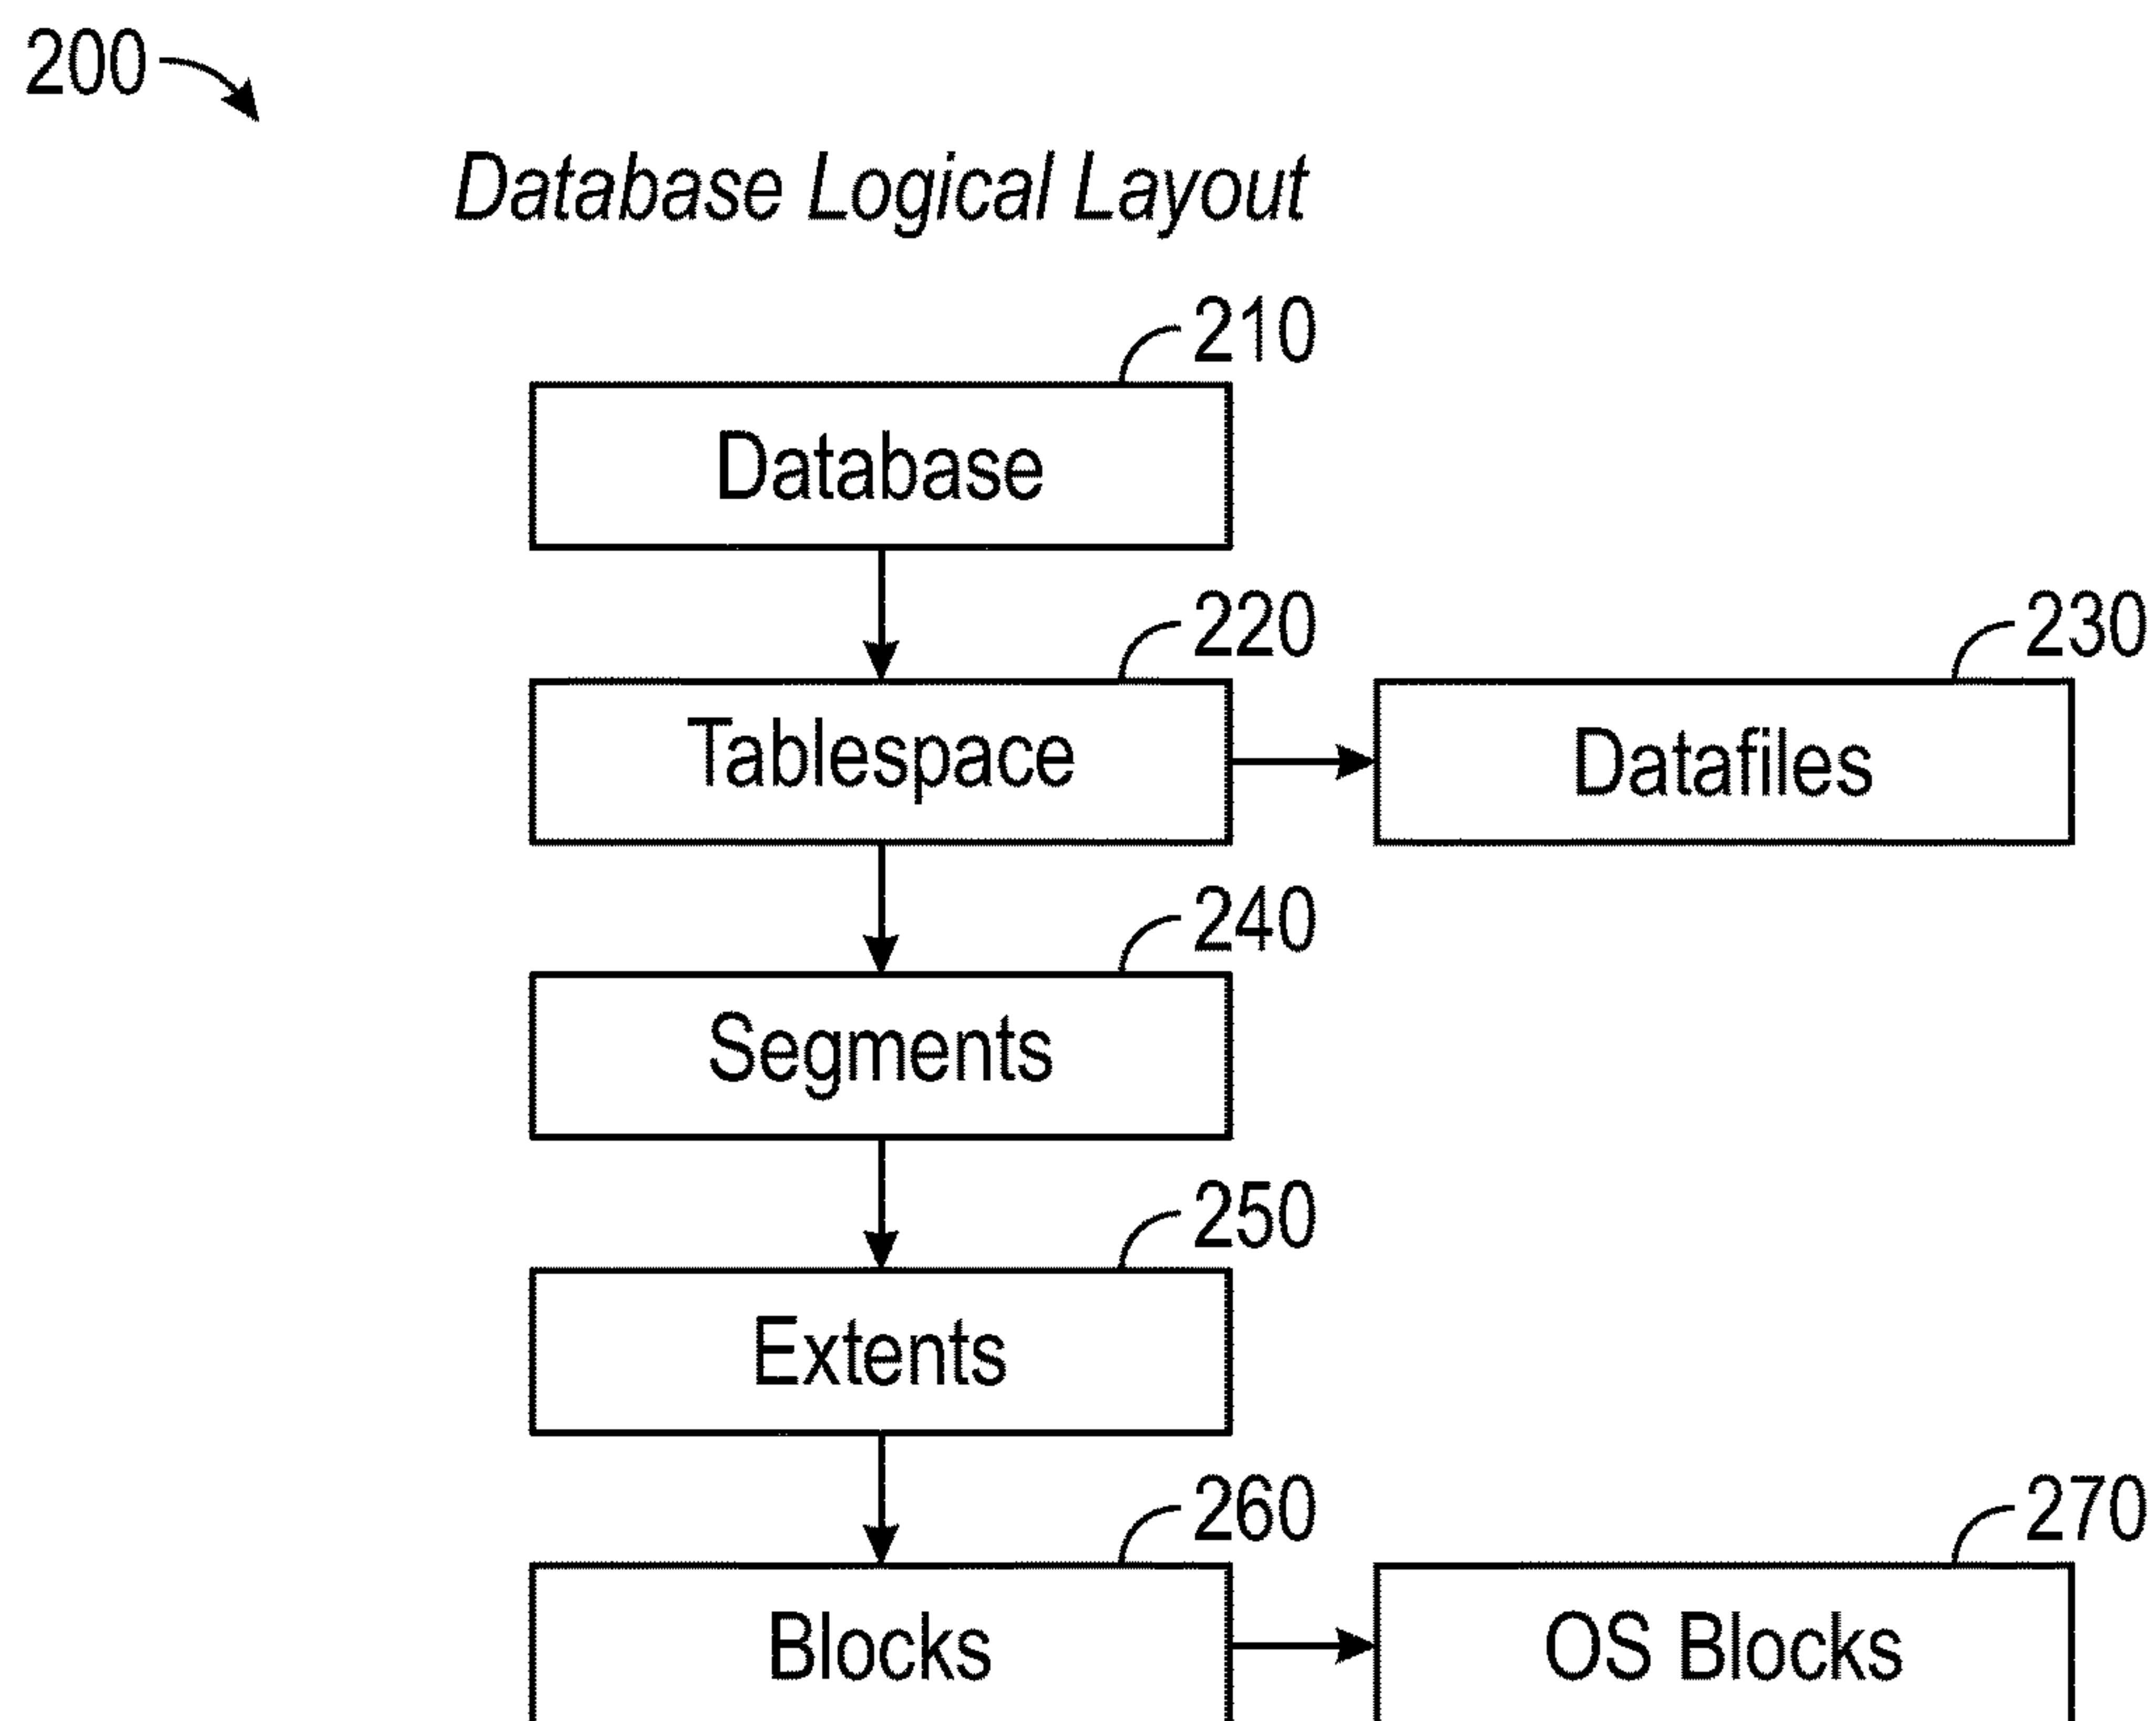 200
Database Logical Layout
210
Database
220
230
Tablespace
Datafiles
240
Segments
250
Extents
260
270
Blocks
OS Blocks